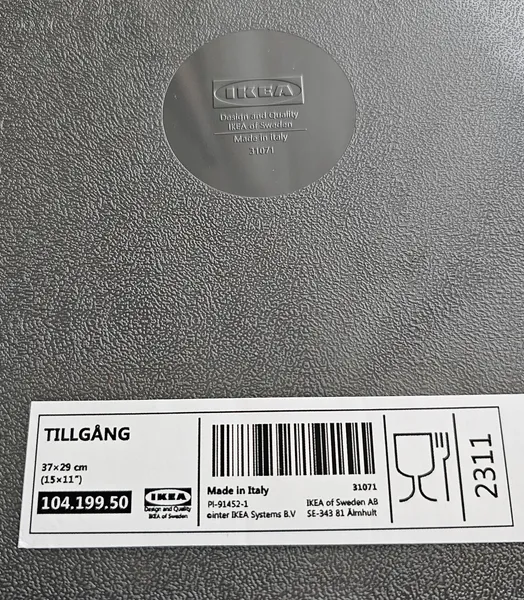 IKEA
Design and Quality
IKEA of Sweden
Made in Italy
31071
TILLGÅNG
37×29 cm
(15×11")
104.199.50
IKEA
Design and Quality
IKEA of Sweden
Made in Italy
31071
PI-91452-1
IKEA of Sweden AB
©Inter IKEA Systems B.V
SE-343 81 Älmhult
2311